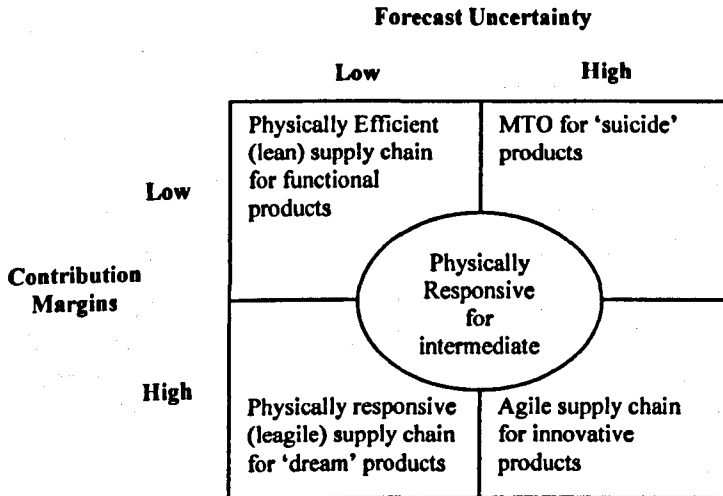 Forecast Uncertainty
Low
High
Physically Efficient
(lean) supply chain
for functional
products
MTO for ‘suicide’
products
Low
Contribution
Margins
Physically
Responsive
for
intermediate
High
Physically responsive
(leagile) supply chain
for ‘dream’ products
Agile supply chain
for innovative
products